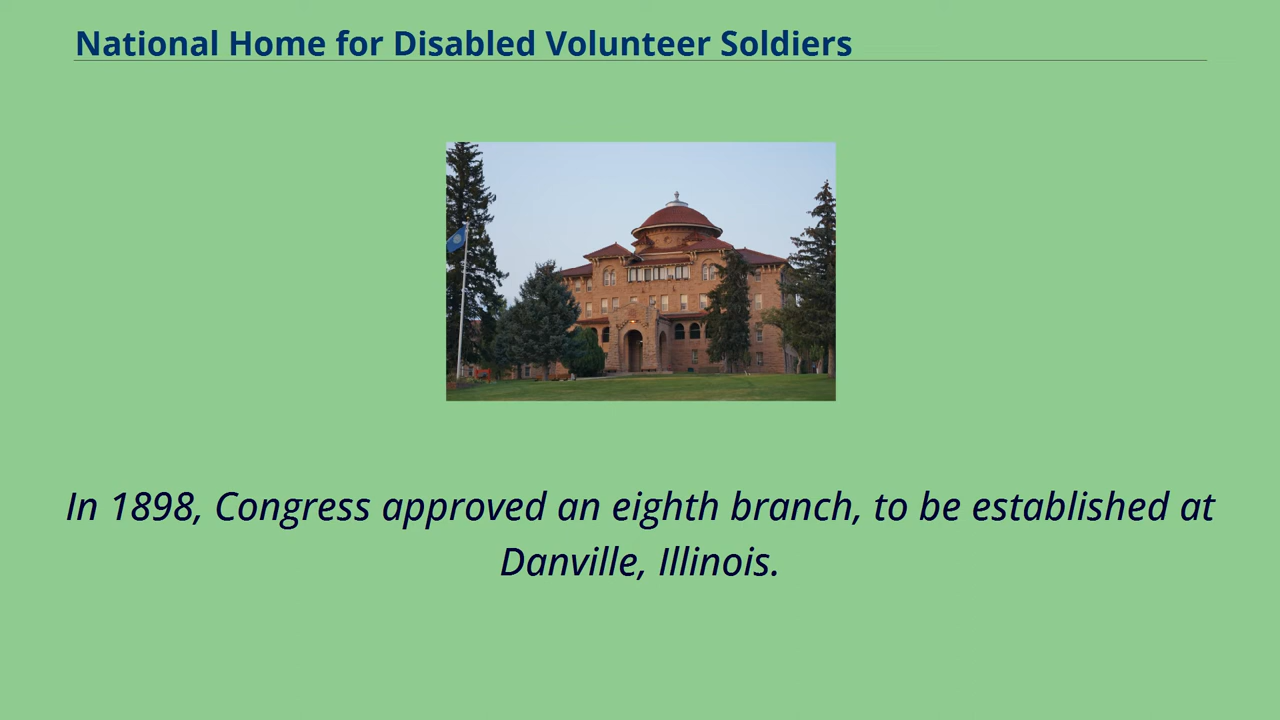 National Home for Disabled Volunteer Soldiers
In 1898, Congress approved an eighth branch, to be established at
Danville, Illinois.